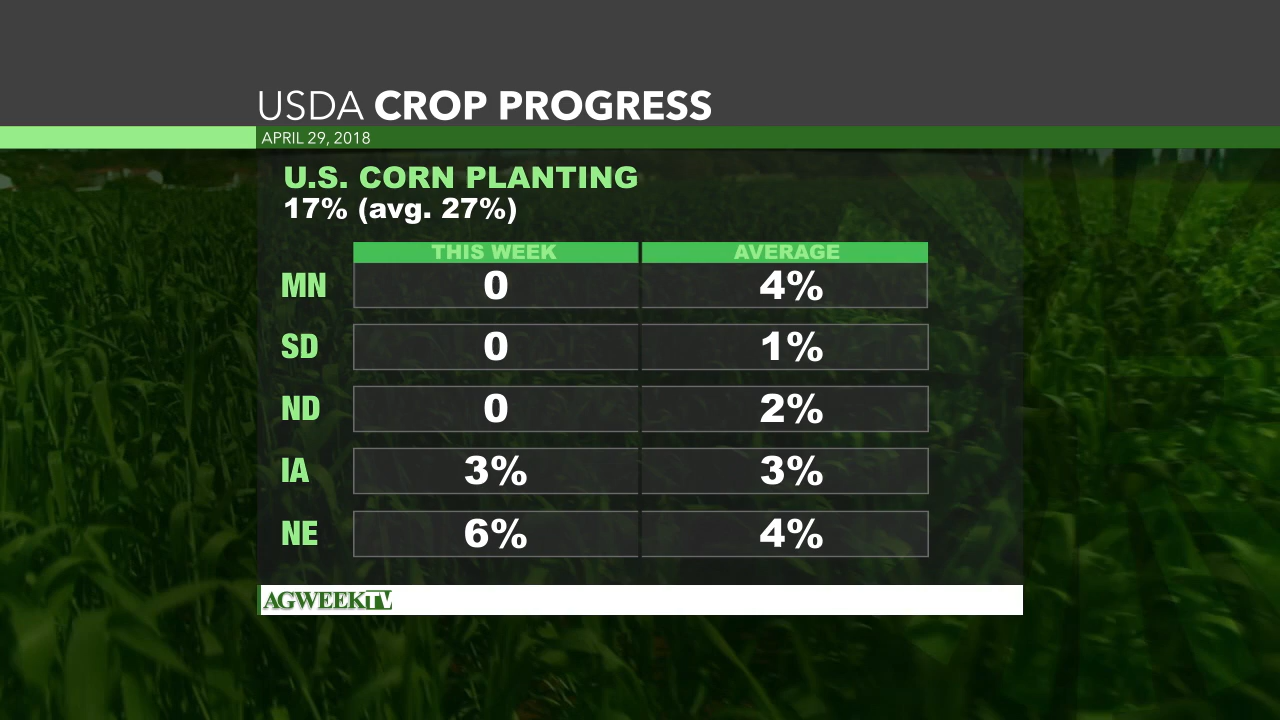 USDA CROP PROGRESS
APRIL 29, 2018
U.S. CORN PLANTING
17% (avg. 27%)
THIS WEEK AVERAGE
MN 0 4%
SD 0 1%
ND 0 2%
IA 3% 3%
NE 6% 4%
AGWEEKTV